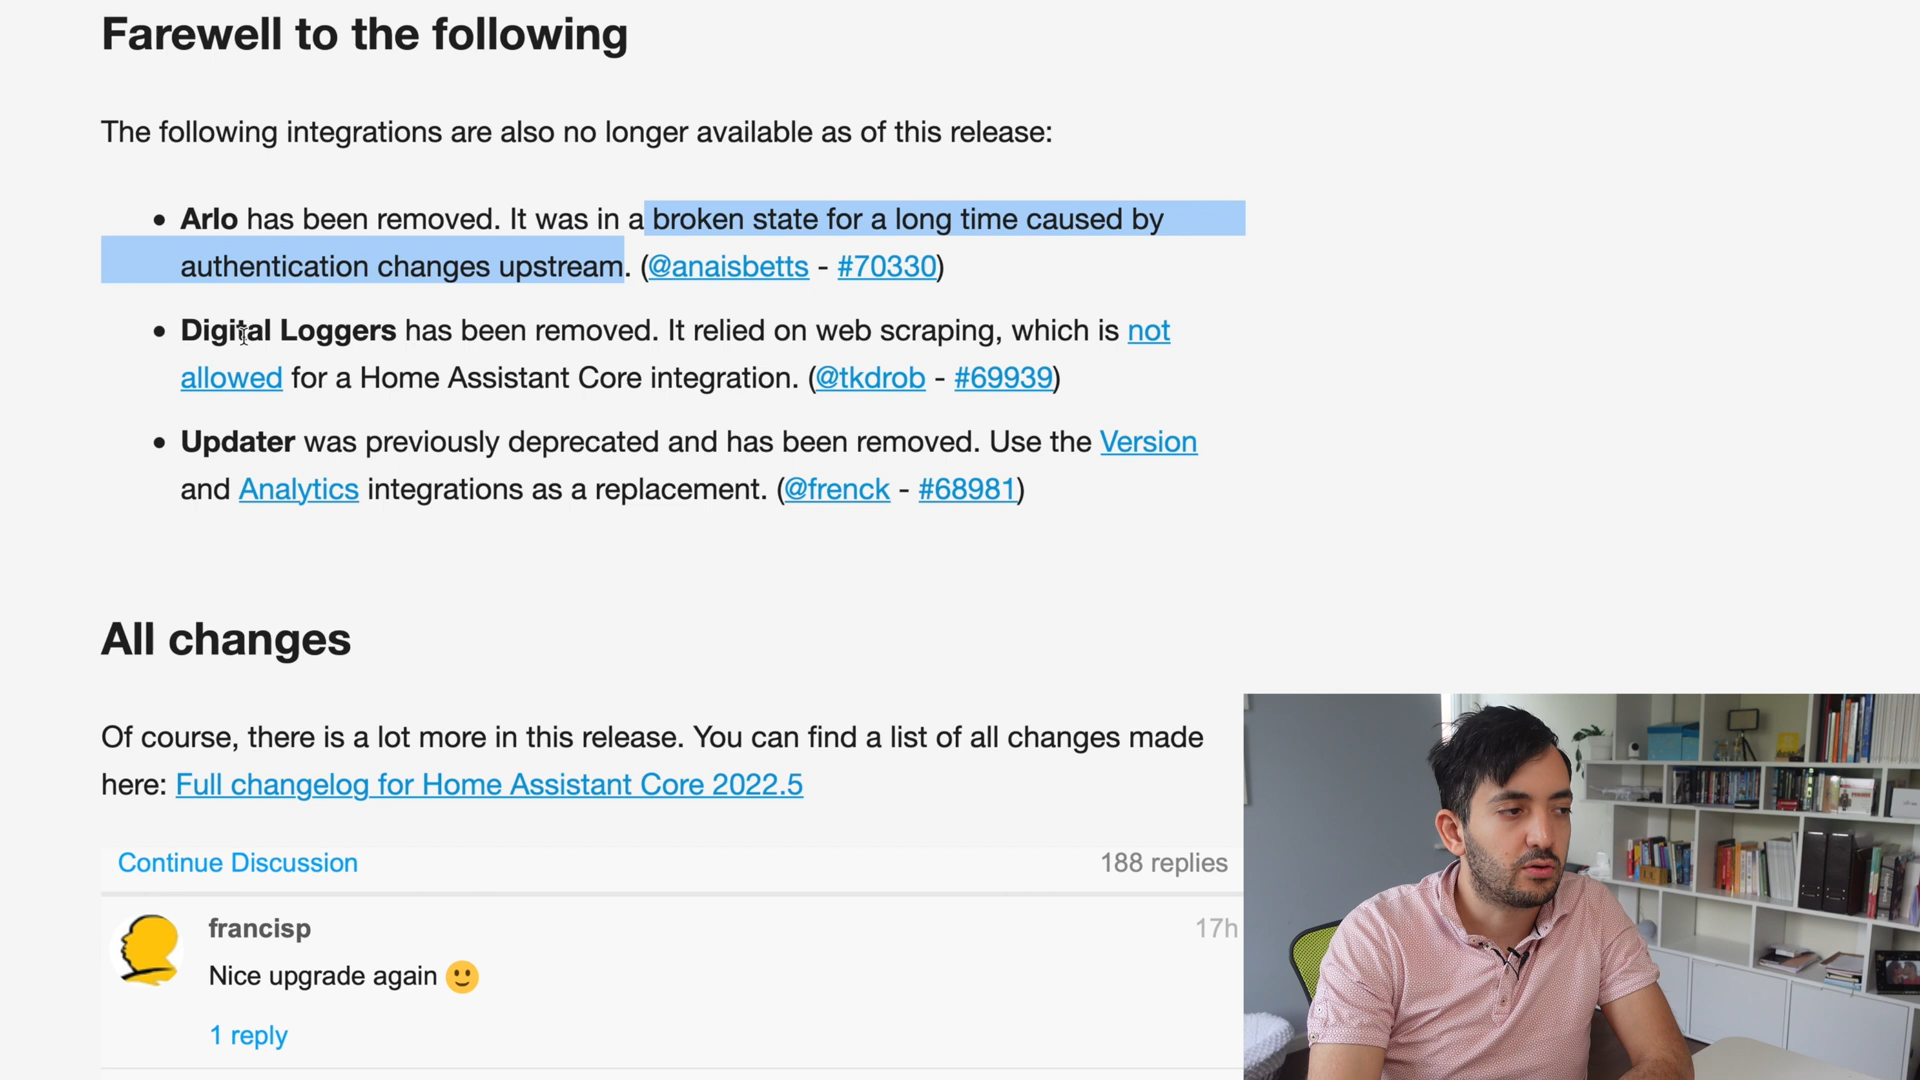 Farewell to the following
The following integrations are also no longer available as of this release:
• Arlo has been removed. It was in a broken state for a long time caused by
authentication changes upstream. (@anaisbetts - #70330)
• Digital Loggers has been removed. It relied on web scraping, which is not
allowed for a Home Assistant Core integration. (@tkdrob - #69939)
• Updater was previously deprecated and has been removed. Use the Version
and Analytics integrations as a replacement. (@frenck - #68981)
All changes
Of course, there is a lot more in this release. You can find a list of all changes made
here: Full changelog for Home Assistant Core 2022.5
Continue Discussion 188 replies
francisp 17h
Nice upgrade again 🙂
1 reply